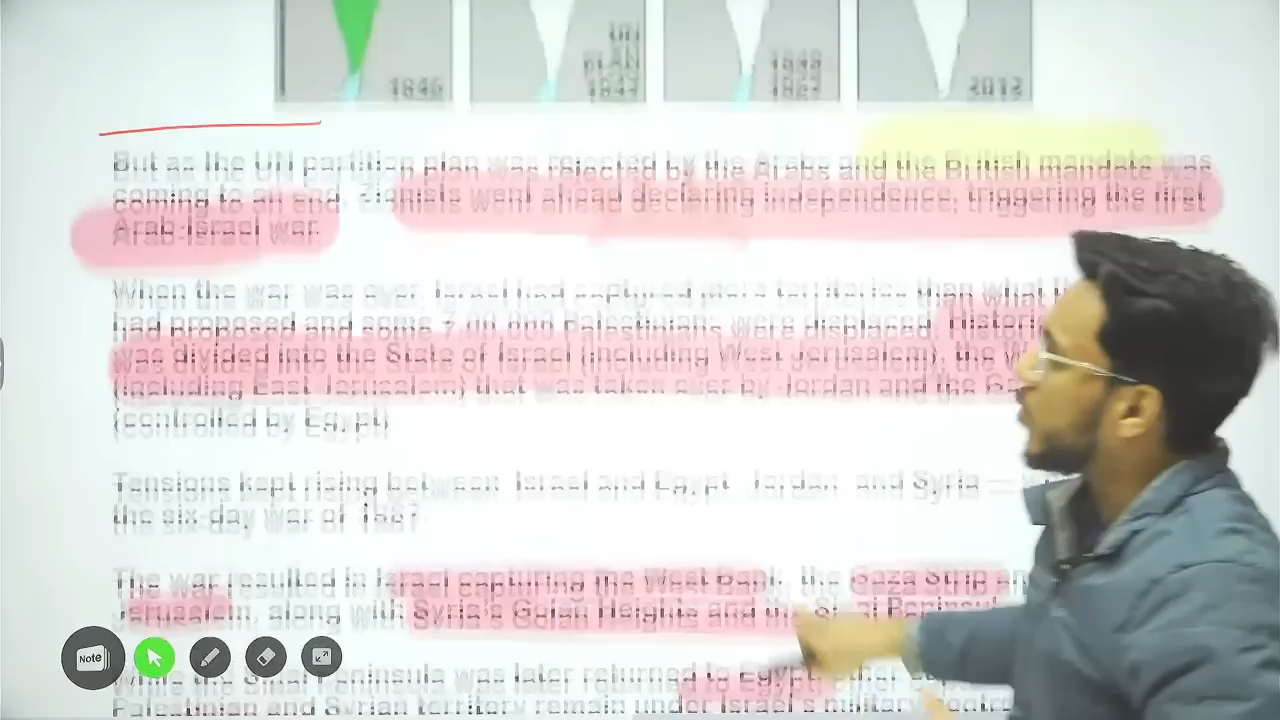 1946
UN
PLAN
1947
1949
1967
2012
But as the UN partition plan was rejected by the Arabs and the British mandate was
coming to an end, Zionists went ahead declaring independence, triggering the first
Arab-Israel war.
When the war was over, Israel had captured more territories than what
had proposed and some 7,00,000 Palestinians were displaced.
was divided into the State of Israel (including West Jerusalem), the
(including East Jerusalem) that was taken over by Jordan and the
(controlled by Egypt)
Tensions kept rising between Israel and Egypt, Jordan, and Syria —
the six-day war of 1967.
The war resulted in Israel capturing the West Bank, the Gaza Strip
Jerusalem, along with Syria's Golan Heights and the Sinai
Note
While the Sinai Peninsula was later returned to Egypt, other
Palestinian and Syrian territory remain under Israel's military